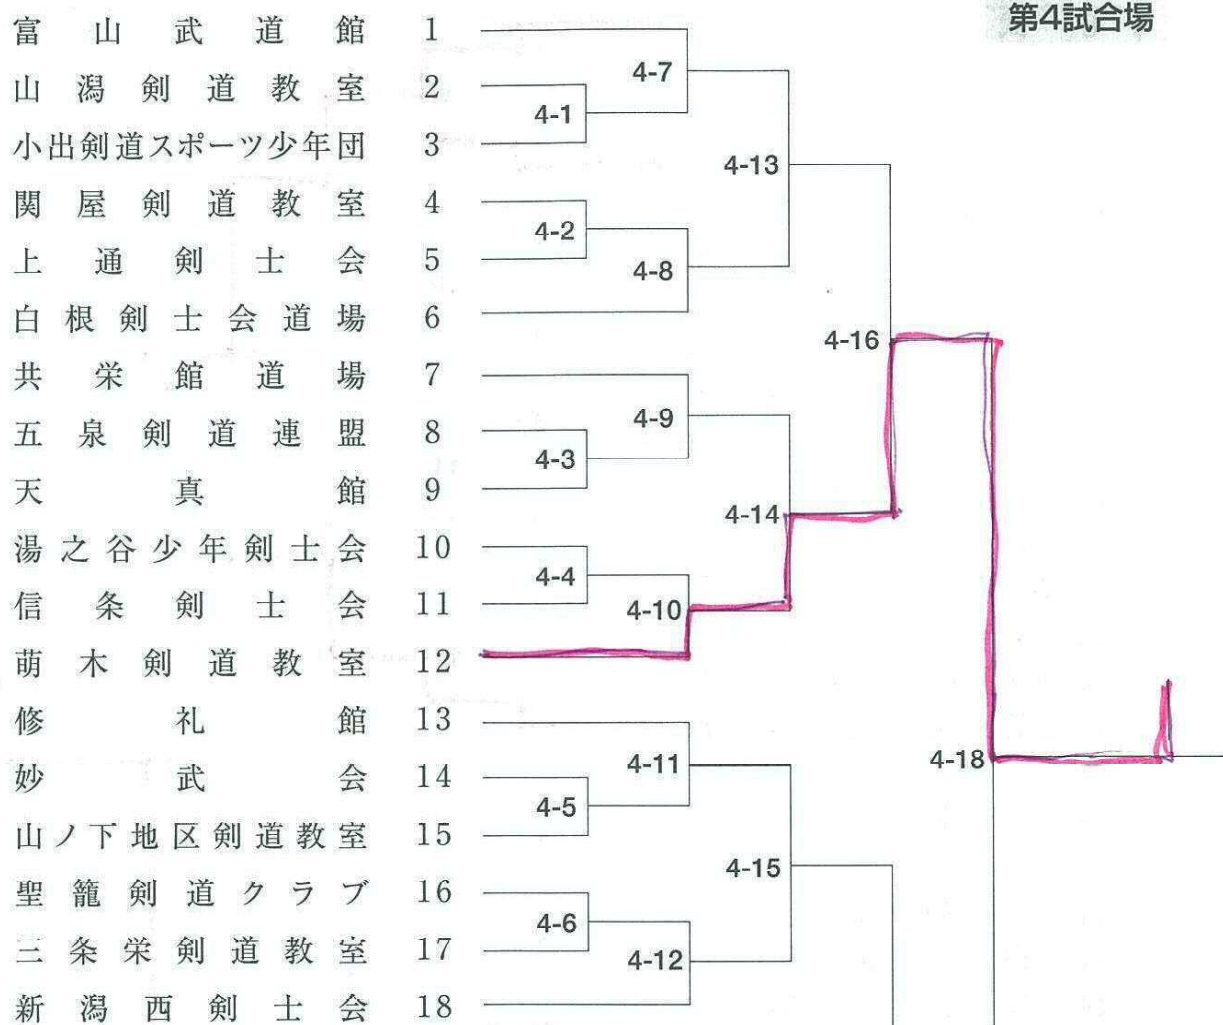 第4試合場
富山武道館 1
4-7
山潟剣道教室 2
4-1
小出剣道スポーツ少年団 3
4-13
関屋剣道教室 4
4-2
上通剣士会 5
4-8
白根剣士会道場 6
4-16
共栄館道場 7
4-9
五泉剣道連盟 8
4-3
天真館 9
4-14
湯之谷少年剣士会 10
4-4
信条剣士会 11
4-10
萌木剣道教室 12
修礼館 13
4-18
4-11
妙武会 14
4-5
山ノ下地区剣道教室 15
4-15
聖籠剣道クラブ 16
4-6
三条栄剣道教室 17
4-12
新潟西剣士会 18